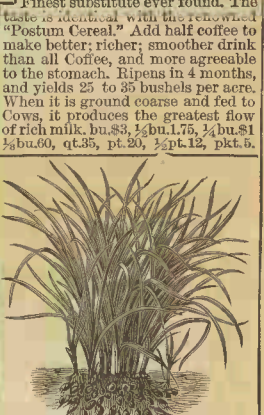 — Finest substitute ever found. The
taste is identical with the renowned
"Postum Cereal." Add half coffee to
make better; richer; smoother drink
than all Coffee, and more agreeable
to the stomach. Ripens in 4 months,
and yields 25 to 35 bushels per acre.
When it is ground coarse and fed to
Cows, it produces the greatest flow
of rich milk. bu.$3, ½bu.1.75, ¼bu.$1
⅛bu.60, qt.35, pt.20, ½pt.12, pkt.5.